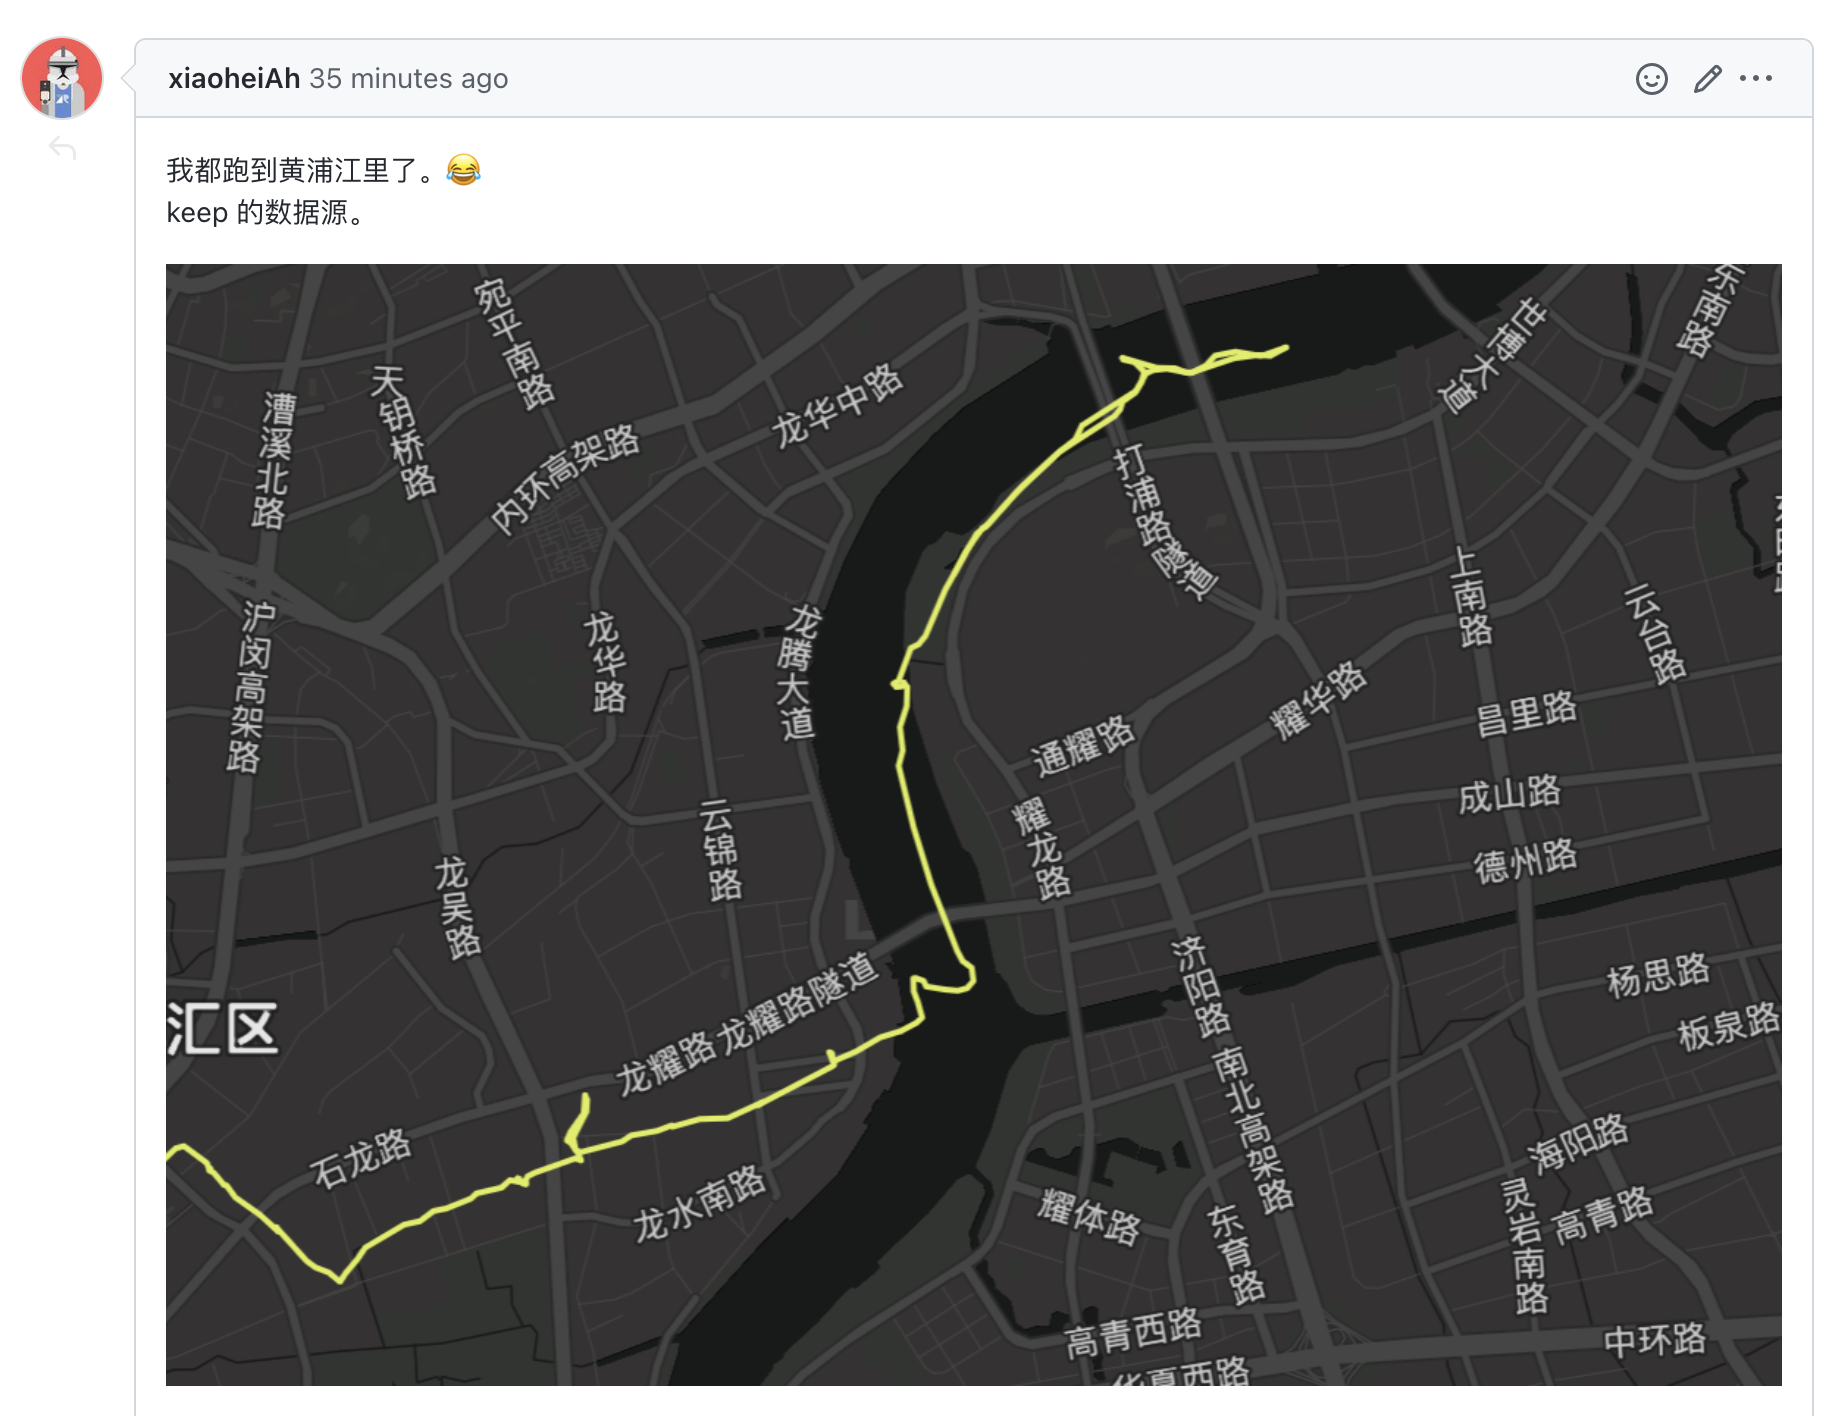 xiaoheiAh 35 minutes ago
我都跑到黄浦江里了。😂
keep 的数据源。
宛平南路
东南路
世博大道
天钥桥路
漕溪北路
龙华中路
内环高架路
打浦路隧道
上南路
云台路
沪闵高架路
龙华路
龙腾大道
耀华路
昌里路
通耀路
成山路
云锦路
耀龙路
德州路
龙吴路
济阳路
杨思路
龙耀路隧道
汇区
板泉路
龙耀路
南北高架路
石龙路
海阳路
龙水南路
耀体路
东育路
灵岩南路
高青路
高青西路
中环路
华夏西路